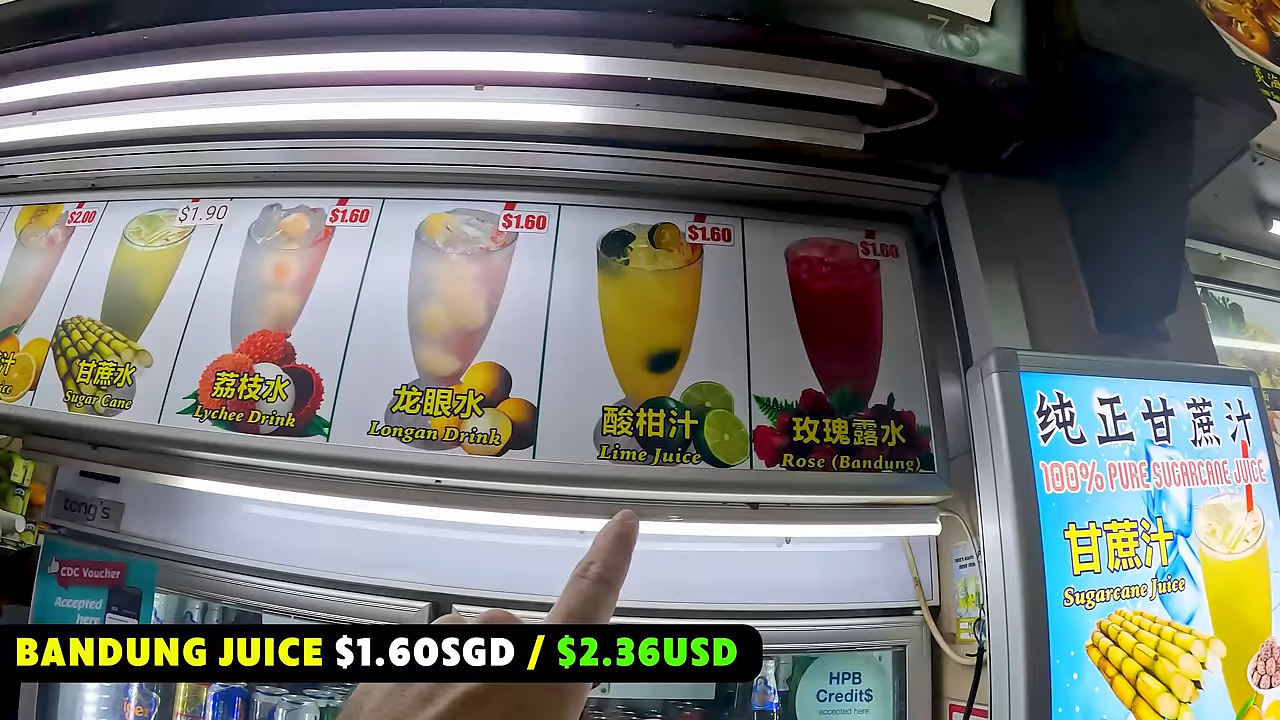 75
$2.00
$1.90
$1.60
$1.60
$1.60
$1.60
汁
甘蔗水
Sugar Cane
荔枝水
Lychee Drink
龙眼水
Longan Drink
酸柑汁
Lime Juice
玫瑰露水
Rose (Bandung)
纯正甘蔗汁
100% PURE SUGARCANE JUICE
甘蔗汁
Sugarcane Juice
tong's
CDC Voucher
Accepted
here
HPB
Credit$
accepted here
BANDUNG JUICE $1.60SGD / $2.36USD